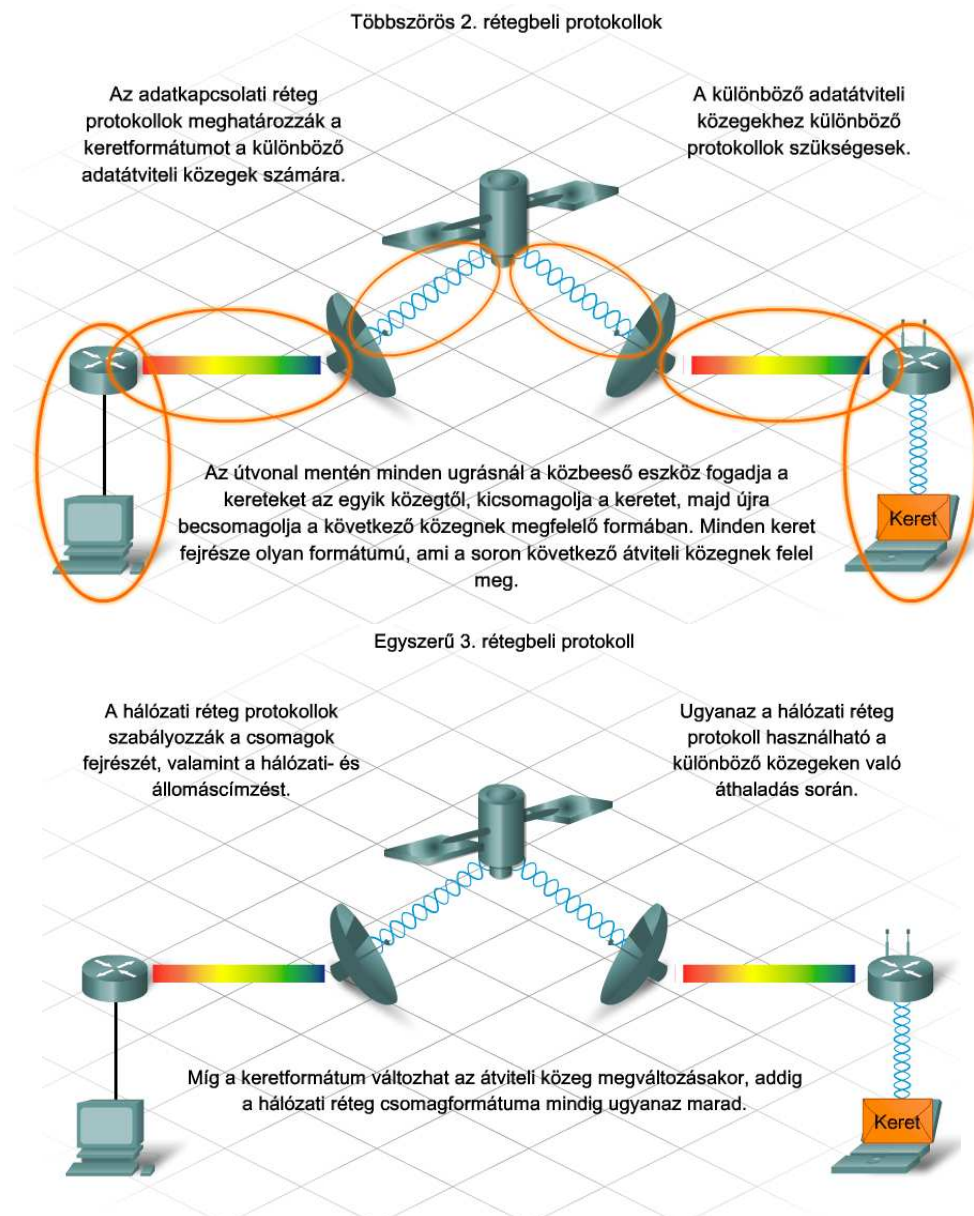 Többszörös 2. rétegbeli protokollok
Az adatkapcsolati réteg
protokollok meghatározzák a
keretformátumot a különböző
adatátviteli közegek számára.
A különböző adatátviteli
közegekhez különböző
protokollok szükségesek.
Az útvonal mentén minden ugrásnál a közbeeső eszköz fogadja a
kereteket az egyik közegtől, kicsomagolja a keretet, majd újra
becsomagolja a következő közegnek megfelelő formában. Minden keret
fejrésze olyan formátumú, ami a soron következő átviteli közegnek felel
meg.
Keret
Egyszerű 3. rétegbeli protokoll
A hálózati réteg protokollok
szabályozzák a csomagok
fejrészét, valamint a hálózati- és
állomáscímzést.
Ugyanaz a hálózati réteg
protokoll használható a
különböző közegeken való
áthaladás során.
Míg a keretformátum változhat az átviteli közeg megváltozásakor, addig
a hálózati réteg csomagformátuma mindig ugyanaz marad.
Keret